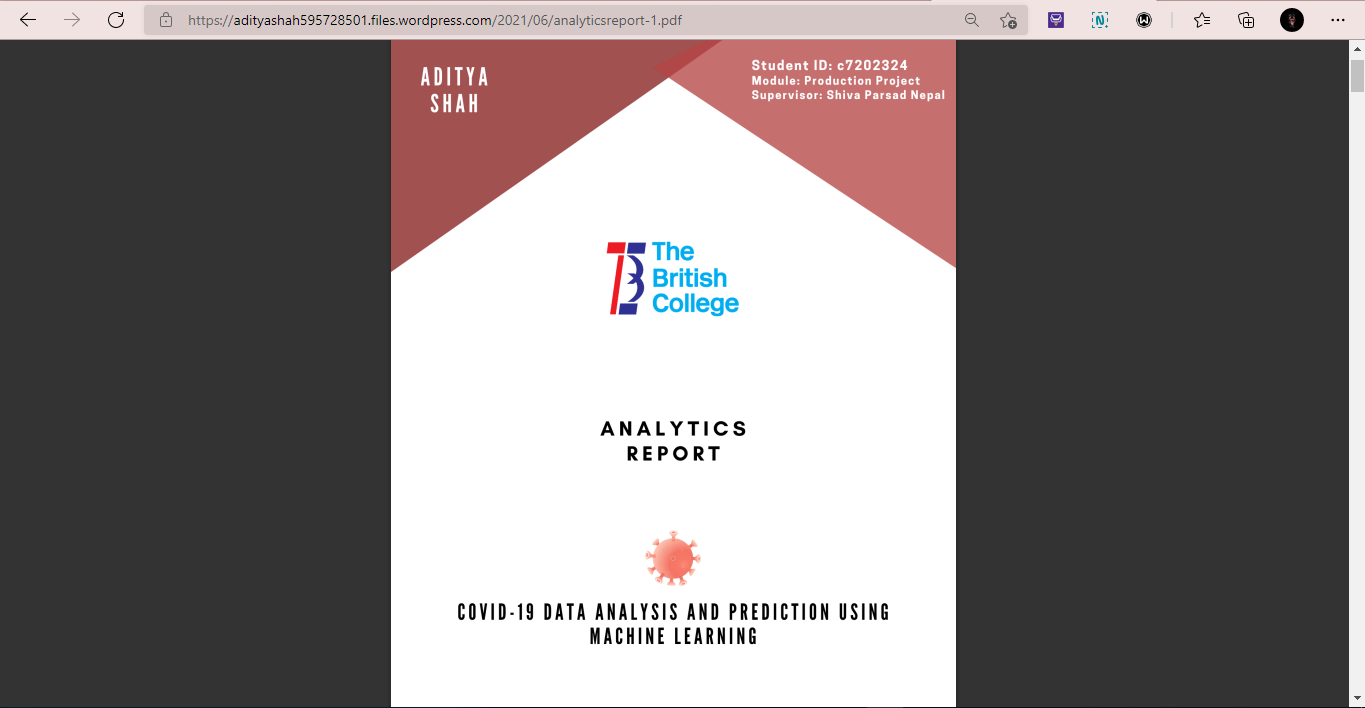 https://adityashah595728501.files.wordpress.com/2021/06/analyticsreport-1.pdf
ADITYA
SHAH
Student ID: c7202324
Module: Production Project
Supervisor: Shiva Parsad Nepal
The
British
College
ANALYTICS
REPORT
COVID-19 DATA ANALYSIS AND PREDICTION USING
MACHINE LEARNING